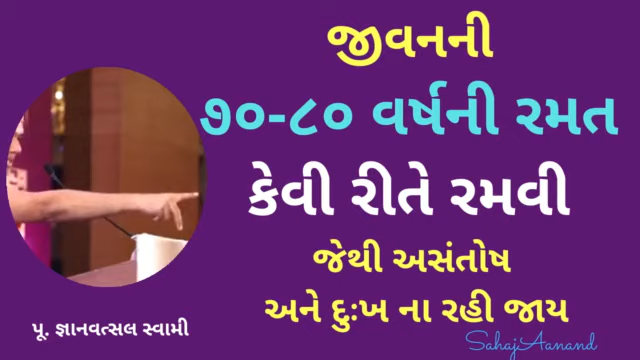 જીવનની
૭૦-૮૦ વર્ષની રમત
કેવી રીતે રમવી
જેથી અસંતોષ
અને દુઃખ ના રહી જાય
પૂ. જ્ઞાનવત્સલ સ્વામી
SahajAanand